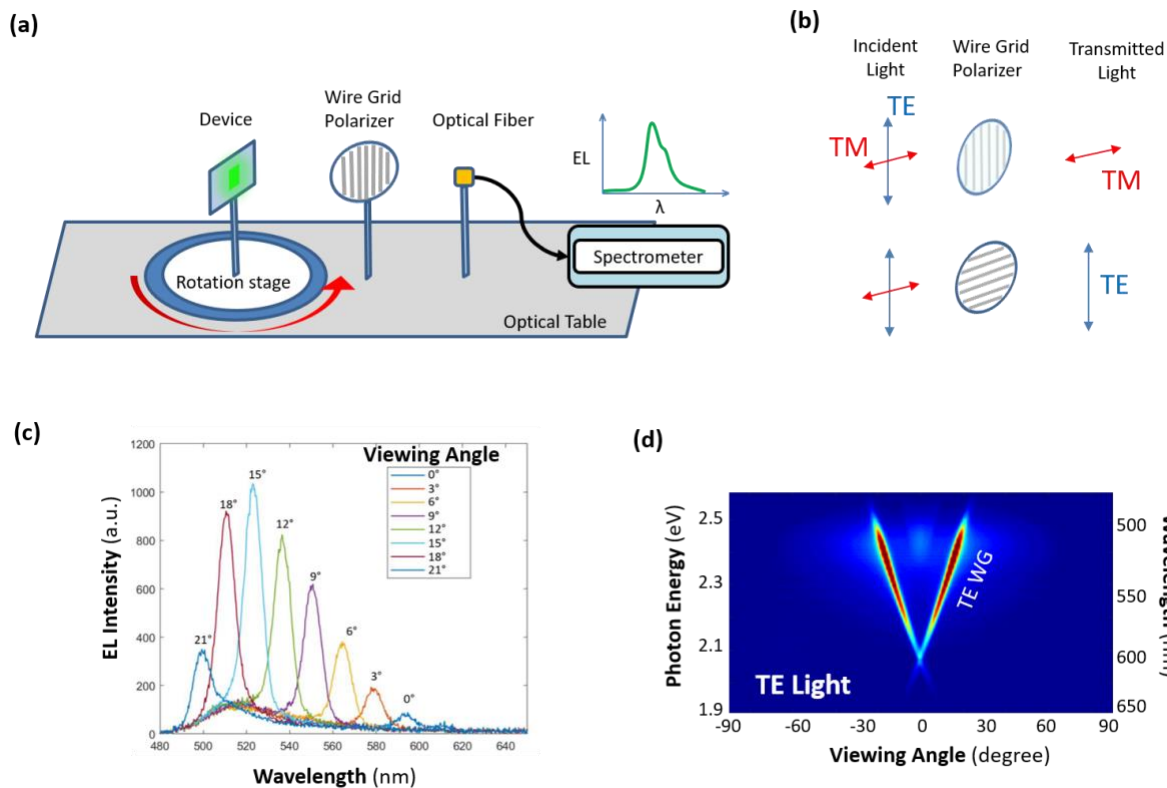 (a)
Device
Wire Grid
Polarizer
Optical Fiber
EL
λ
Spectrometer
Rotation stage
Optical Table
(b)
Incident
Light
Wire Grid
Polarizer
Transmitted
Light
TE
TM
TM
TE
(c)
1200
1000
800
600
400
200
0
EL Intensity (a.u.)
480
500
520
540
560
580
600
620
640
Wavelength (nm)
Viewing Angle
0°
3°
6°
9°
12°
15°
18°
21°
21°
18°
15°
12°
9°
6°
3°
0°
(d)
Photon Energy (eV)
2.5
2.3
2.1
1.9
TE WG
TE Light
500
550
600
650
Wavelength (nm)
-90
-60
-30
0
30
60
90
Viewing Angle (degree)